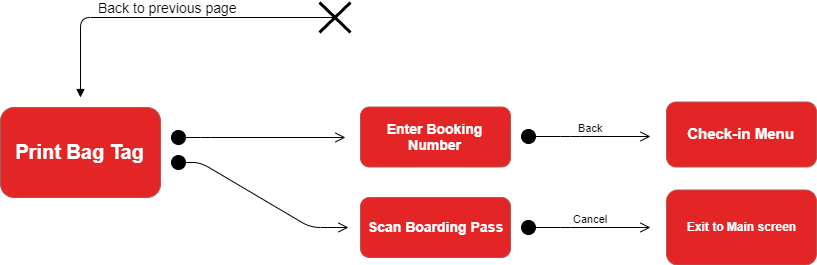 Back to previous page
Print Bag Tag
Enter Booking
Number
Back
Check-in Menu
Scan Boarding Pass
Cancel
Exit to Main screen